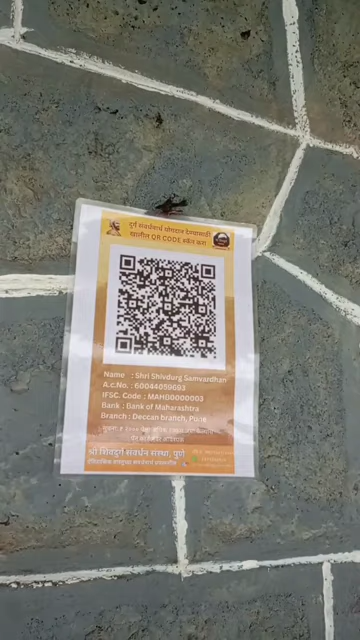 दुर्ग संवर्धनार्थ योगदान देण्यासाठी
खालील QR CODE स्कॅन करा
Name : Shri Shivdurg Samvardhan
A.c.No. : 60044059693
IFSC. Code : MAHB0000003
Bank : Bank of Maharashtra
Branch : Deccan branch, Pune
श्री शिवदुर्ग संवर्धन संस्था, पुणे